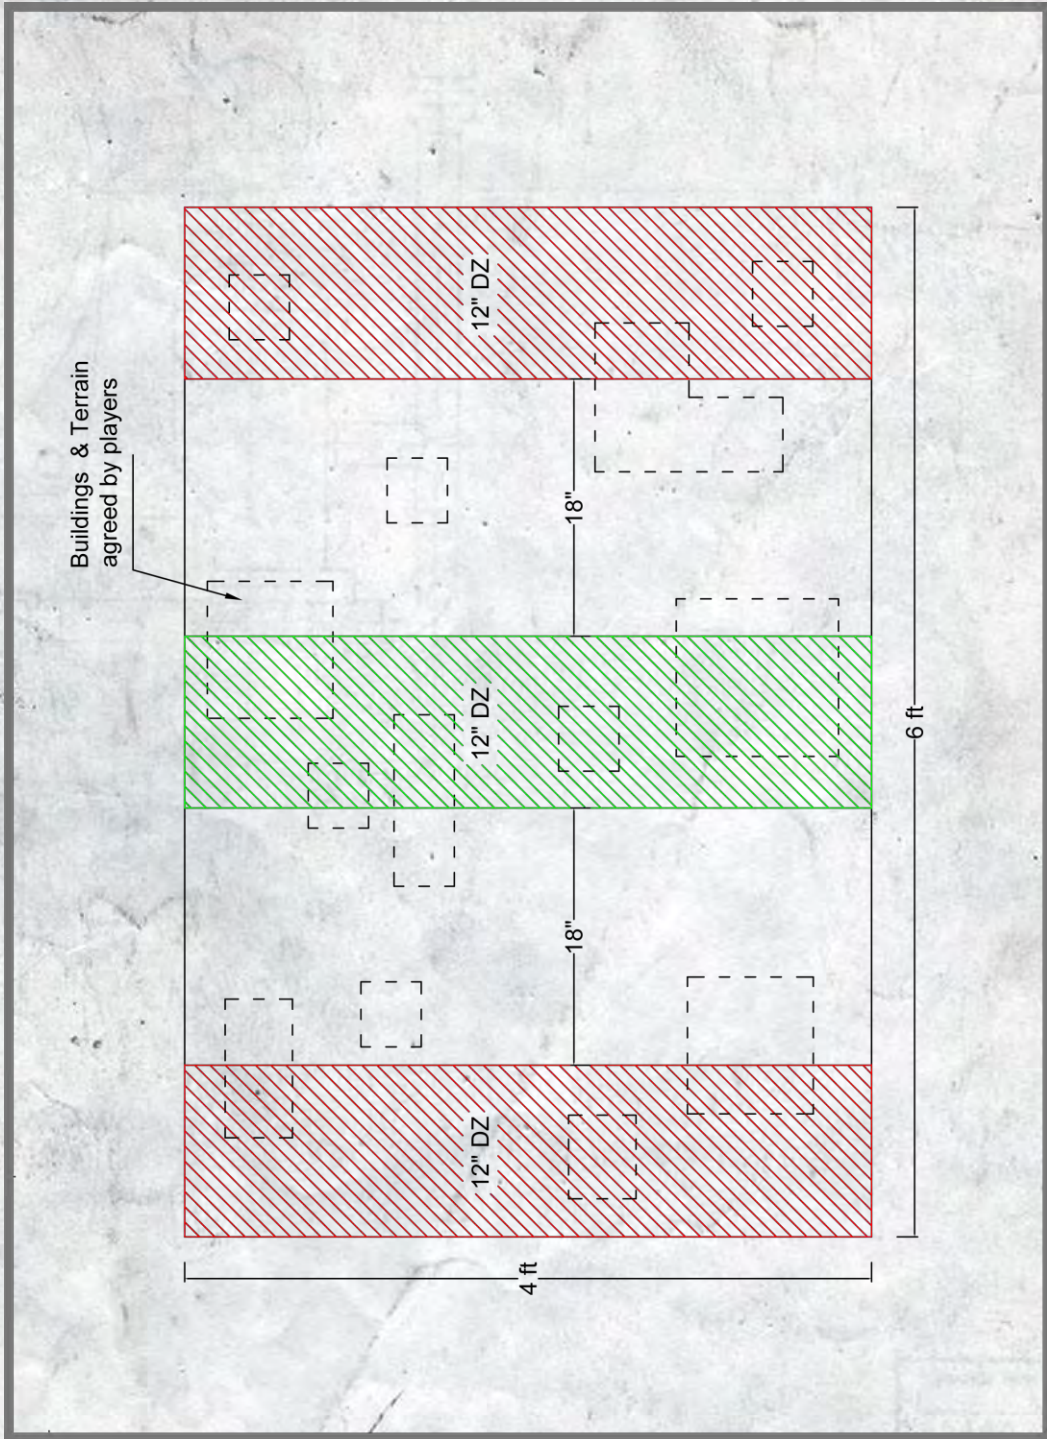 Buildings & Terrain
agreed by players
12" DZ
18"
12" DZ
18"
12" DZ
6 ft
4 ft